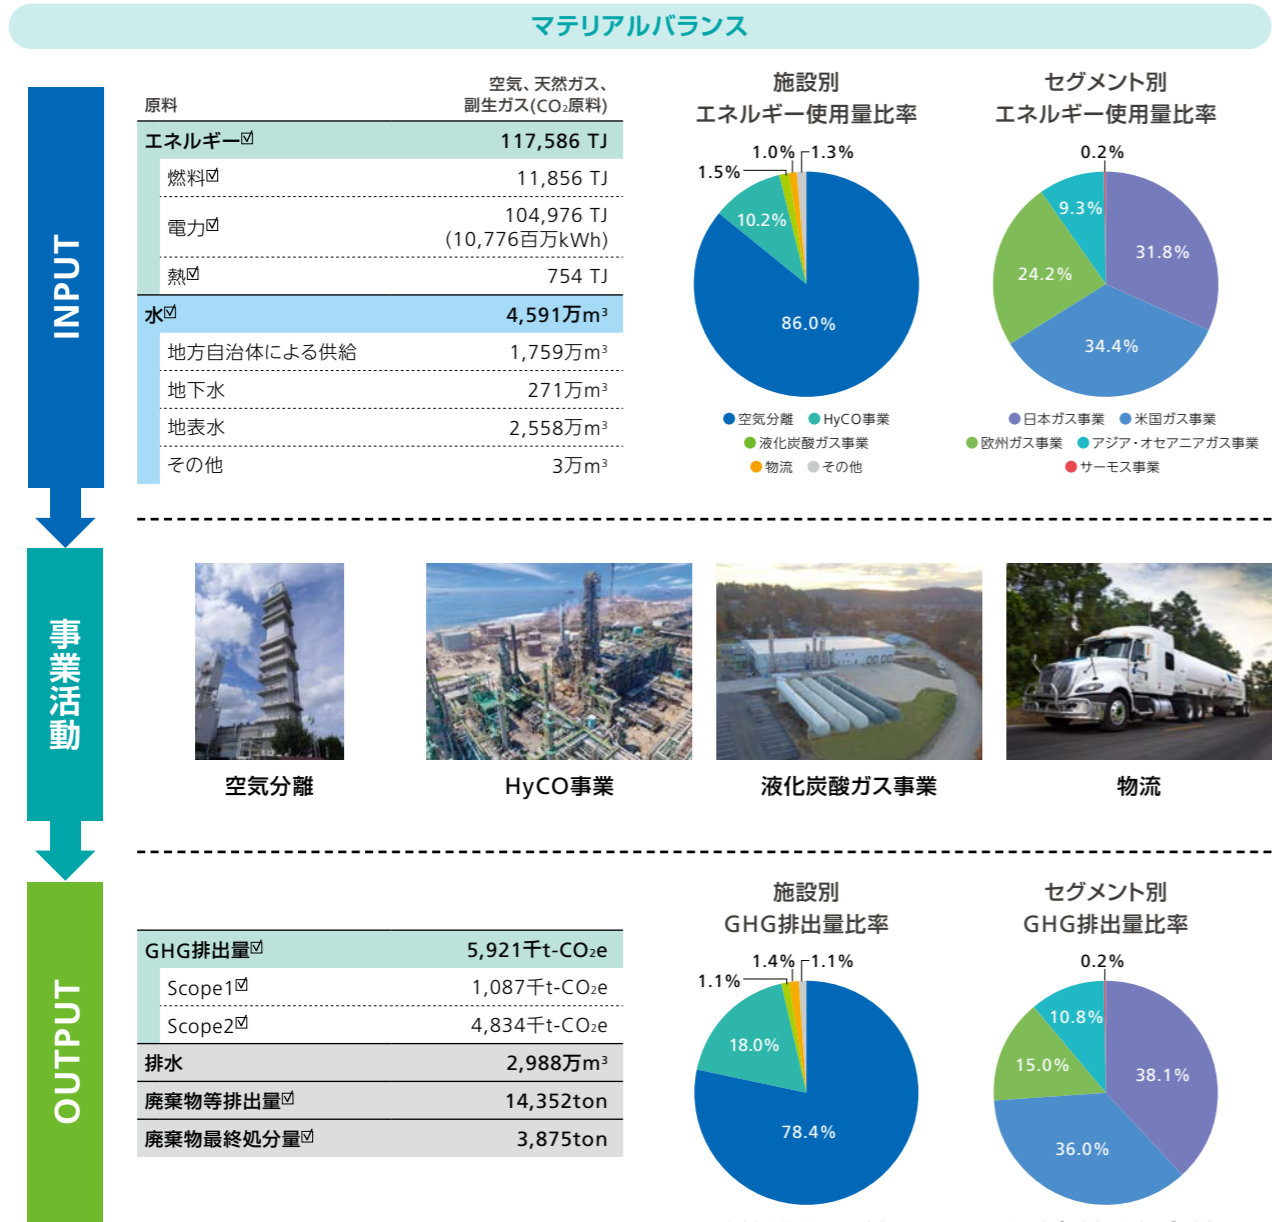 マテリアルバランス
INPUT
原料
空気、天然ガス、
副生ガス(CO₂原料)
エネルギー☑ 117,586 TJ
燃料☑ 11,856 TJ
電力☑ 104,976 TJ
(10,776百万kWh)
熱☑ 754 TJ
水☑ 4,591万m³
地方自治体による供給 1,759万m³
地下水 271万m³
地表水 2,558万m³
その他 3万m³
施設別
エネルギー使用量比率
1.0% 1.3%
1.5%
10.2%
86.0%
空気分離 HyCO事業
液化炭酸ガス事業
物流 その他
セグメント別
エネルギー使用量比率
0.2%
9.3%
31.8%
24.2%
34.4%
日本ガス事業 米国ガス事業
欧州ガス事業 アジア・オセアニアガス事業
サーモス事業
事業活動
空気分離
HyCO事業
液化炭酸ガス事業
物流
OUTPUT
GHG排出量☑ 5,921千t-CO₂e
Scope1☑ 1,087千t-CO₂e
Scope2☑ 4,834千t-CO₂e
排水 2,988万m³
廃棄物等排出量☑ 14,352ton
廃棄物最終処分量☑ 3,875ton
施設別
GHG排出量比率
1.4% 1.1%
1.1%
18.0%
78.4%
セグメント別
GHG排出量比率
0.2%
10.8%
15.0%
38.1%
36.0%